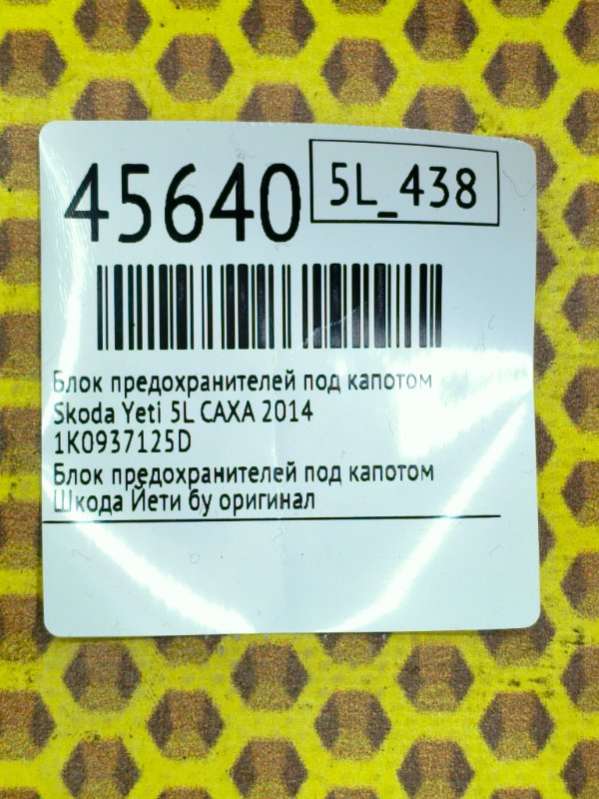 45640
5L_438
Блок предохранителей под капотом
Skoda Yeti 5L CAXA 2014
1K0937125D
Блок предохранителей под капотом
Шкода Йети бу оригинал